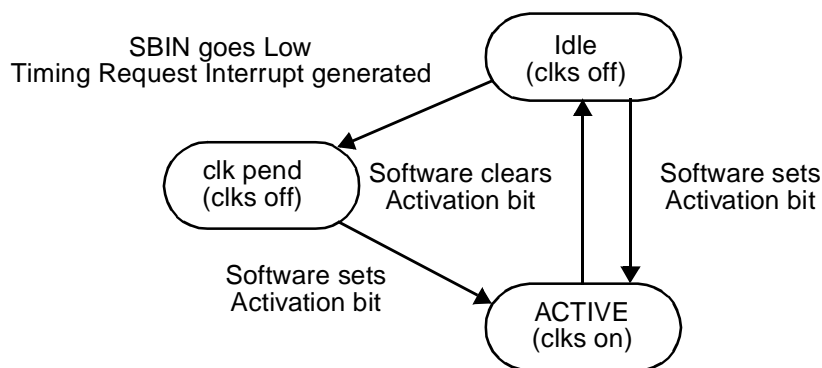 SBIN goes Low
Timing Request Interrupt generated
Idle
(clks off)
clk pend
(clks off)
Software clears
Activation bit
Software sets
Activation bit
Software sets
Activation bit
ACTIVE
(clks on)